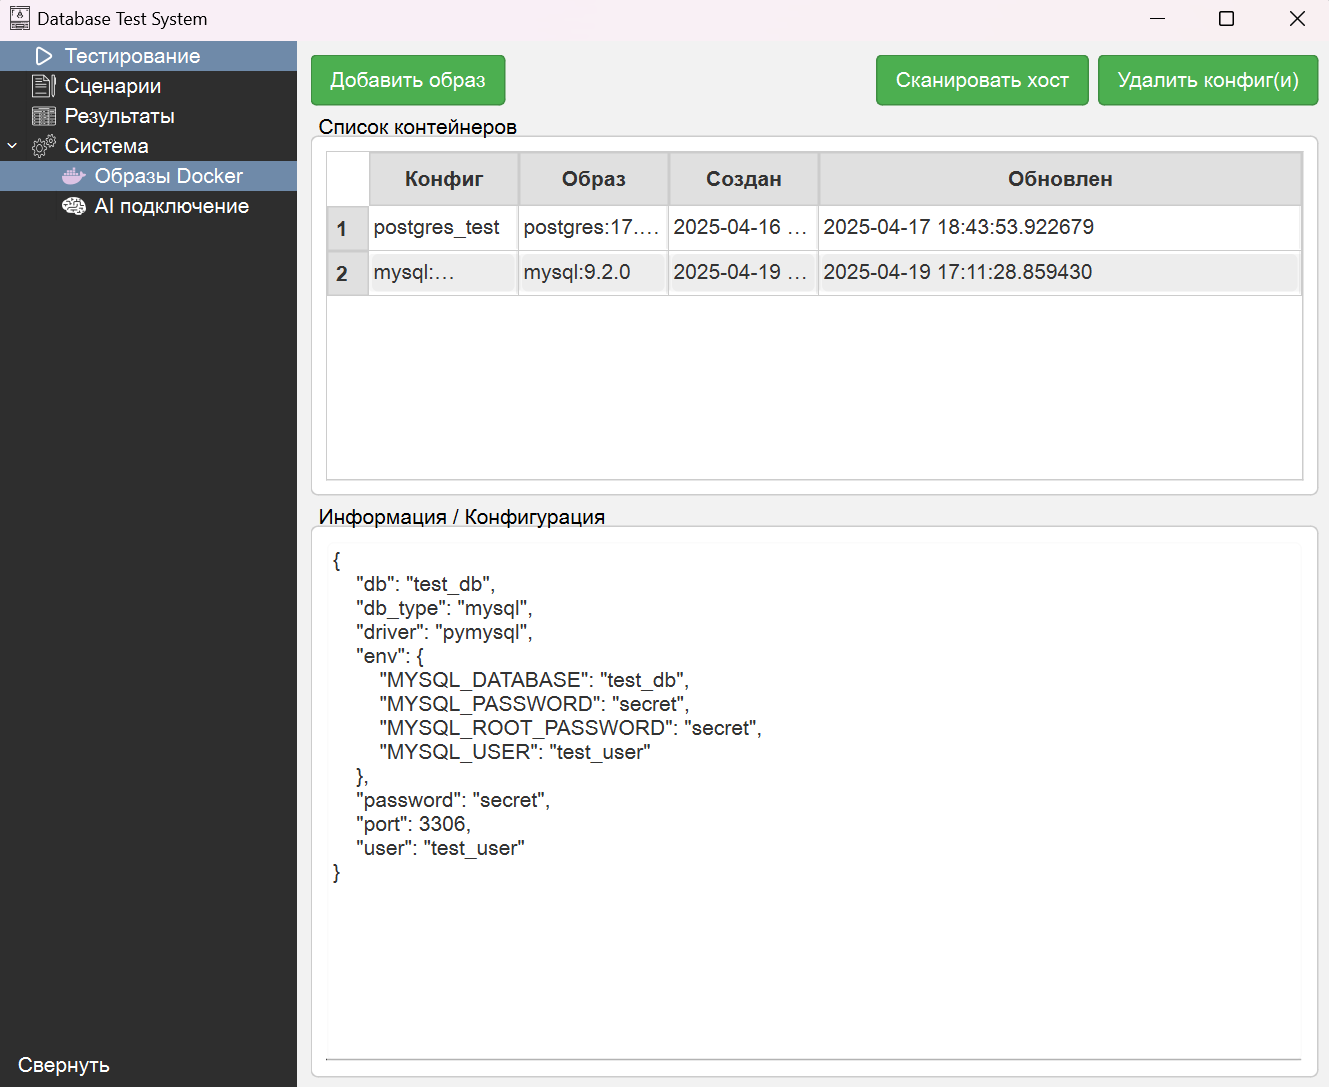 Database Test System
Тестирование
Сценарии
Результаты
Система
Образы Docker
AI подключение
Свернуть
Добавить образ
Сканировать хост
Удалить конфиг(и)
Список контейнеров
Конфиг Образ Создан Обновлен
1 postgres_test postgres:17.... 2025-04-16 ... 2025-04-17 18:43:53.922679
2 mysql:... mysql:9.2.0 2025-04-19 ... 2025-04-19 17:11:28.859430
Информация / Конфигурация
{
    "db": "test_db",
    "db_type": "mysql",
    "driver": "pymysql",
    "env": {
        "MYSQL_DATABASE": "test_db",
        "MYSQL_PASSWORD": "secret",
        "MYSQL_ROOT_PASSWORD": "secret",
        "MYSQL_USER": "test_user"
    },
    "password": "secret",
    "port": 3306,
    "user": "test_user"
}